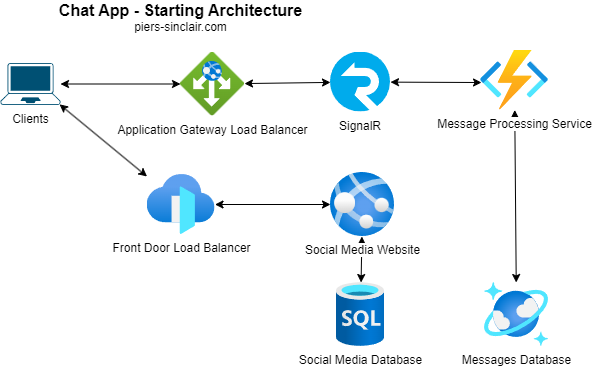 Chat App - Starting Architecture
piers-sinclair.com
Clients
Application Gateway Load Balancer
SignalR
Message Processing Service
Front Door Load Balancer
Social Media Website
SQL
Social Media Database
Messages Database